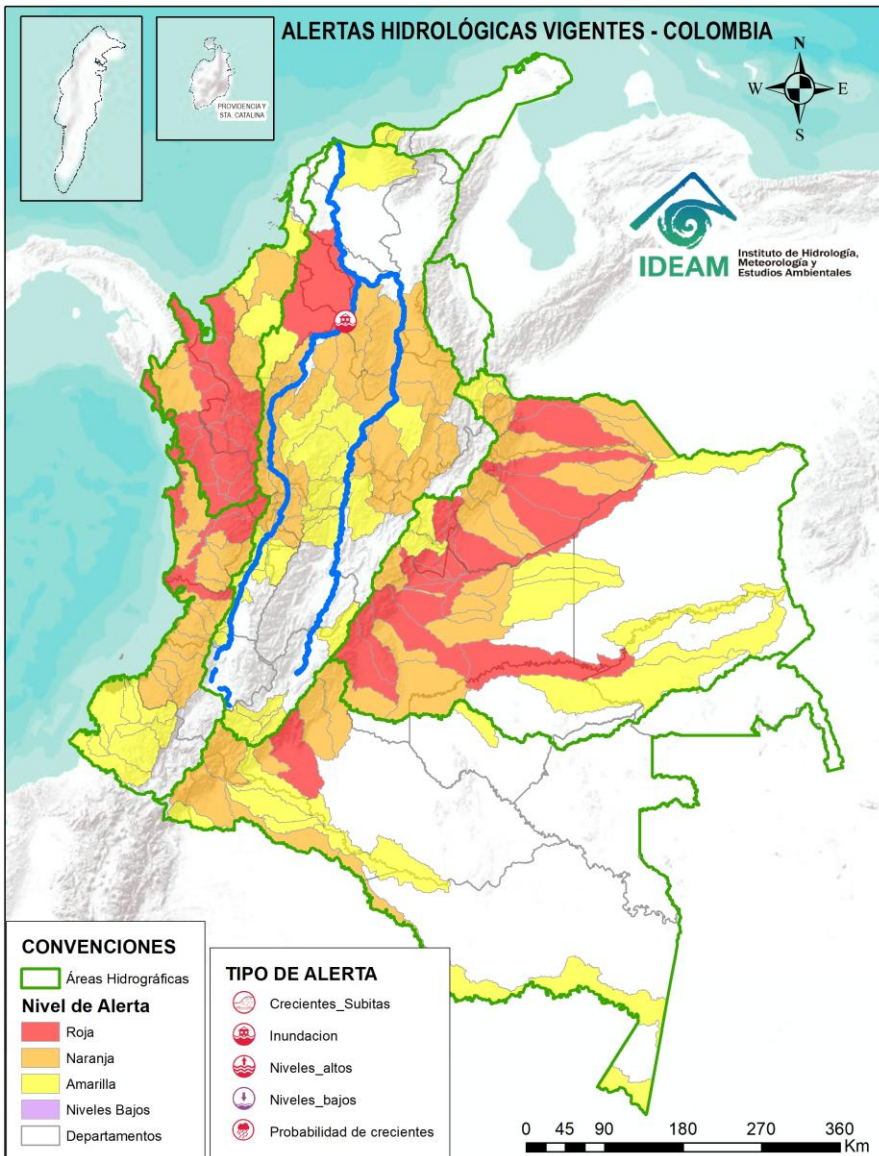 ALERTAS HIDROLÓGICAS VIGENTES - COLOMBIA
N
W E
S
PROVIDENCIA Y
STA. CATALINA
IDEAM
Instituto de Hidrología,
Meteorología y
Estudios Ambientales
CONVENCIONES
Áreas Hidrográficas
Nivel de Alerta
Roja
Naranja
Amarilla
Niveles Bajos
Departamentos
TIPO DE ALERTA
Crecientes_Subitas
Inundacion
Niveles_altos
Niveles_bajos
Probabilidad de crecientes
0 45 90 180 270 360
Km